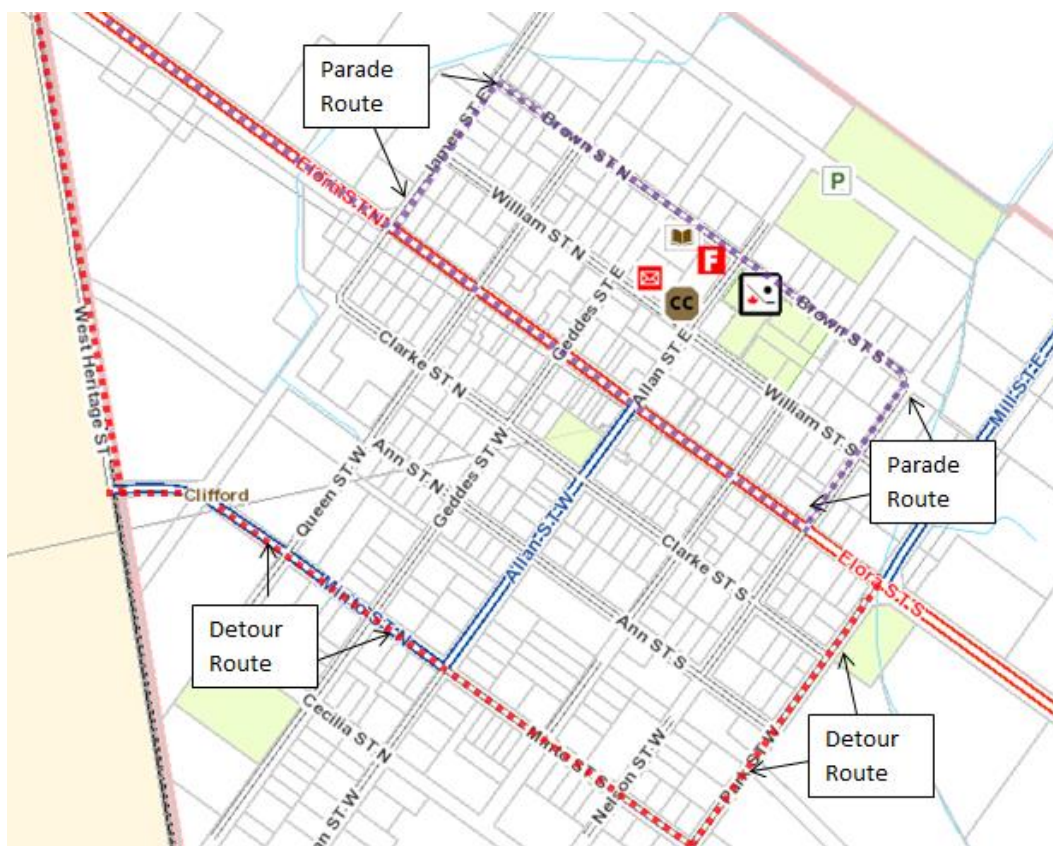 Parade
Route
James ST E
Brown ST N
P
William ST N
F
CC
Geddes ST E
Allan ST E
Brown ST S
Mill ST E
West Heritage ST
Clarke ST N
William ST S
Parade
Route
Ann ST N
Queen ST W
Geddes ST W
Clifford
Allan ST W
Clarke ST S
Elora ST S
Detour
Route
Minto ST N
Ann ST S
Cecilia ST N
Minto ST S
Nelson ST W
Park ST W
Detour
Route